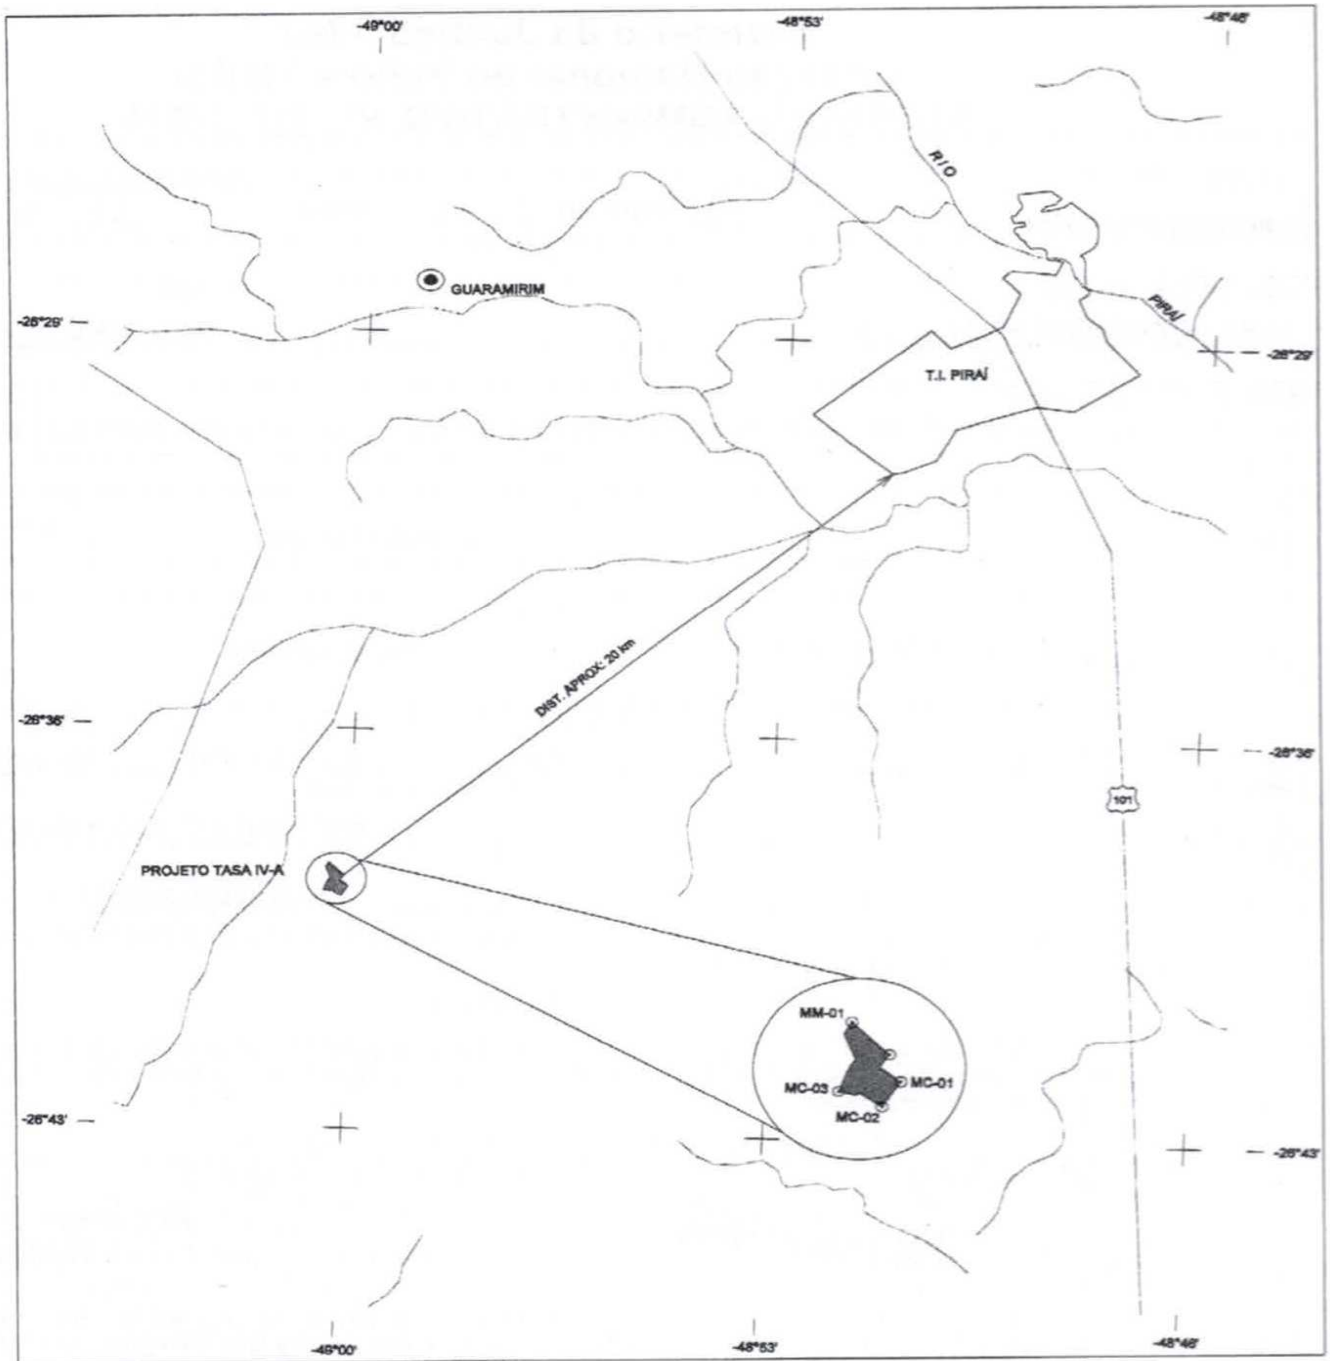 -49°00'
-48°53'
-48°46'
RIO
GUARAMIRIM
PIRAÍ
-26°29'
-26°29'
T.I. PIRAÍ
DIST. APROX: 20 km
-26°36'
-26°36'
101
PROJETO TASA IV-A
MM-01
MC-03
MC-01
MC-02
-26°43'
-26°43'
-49°00'
-48°53'
-48°46'